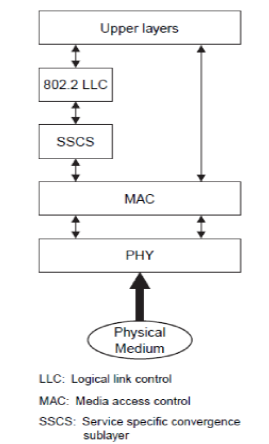 Upper layers
802.2 LLC
SSCS
MAC
PHY
Physical
Medium
LLC: Logical link control
MAC: Media access control
SSCS: Service specific convergence
sublayer